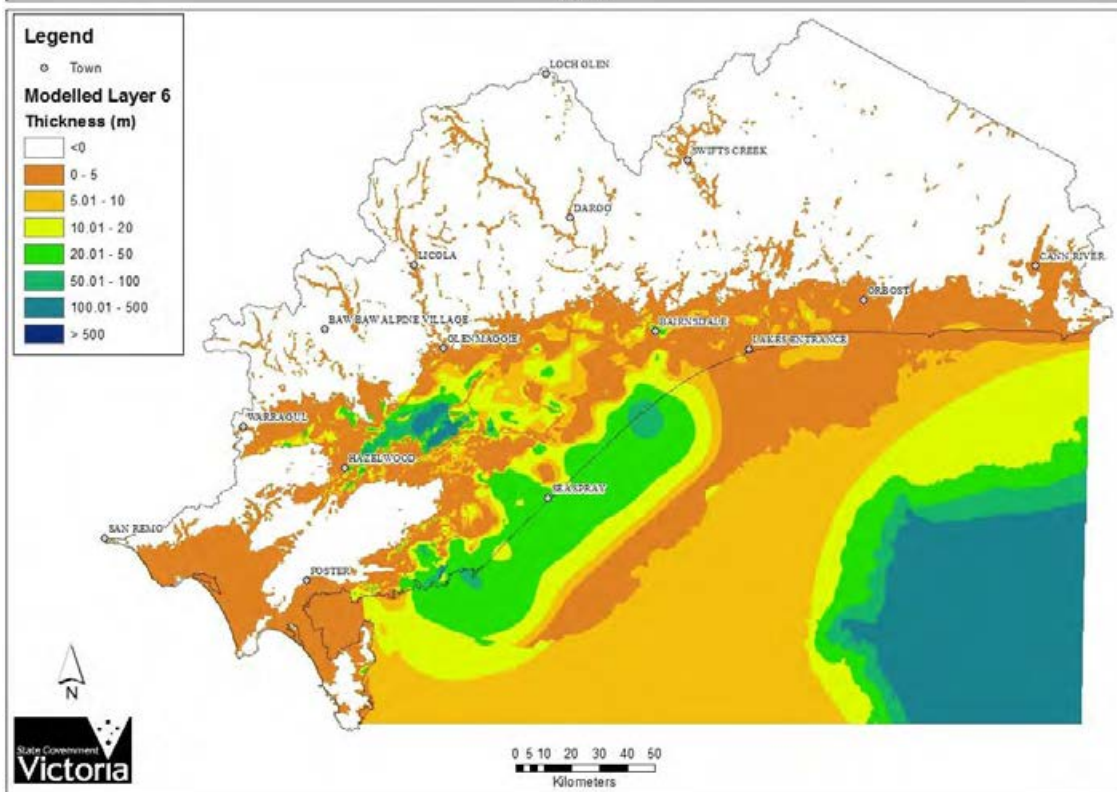 Legend
Town
Modelled Layer 6
Thickness (m)
<0
0 - 5
5.01 - 10
10.01 - 20
20.01 - 50
50.01 - 100
100.01 - 500
> 500
LOCH OLEN
SWIFTS CREEK
DARGO
LICOLA
CANN RIVER
ORBOST
BAW BAW ALPINE VILLAGE
BAIRNSDALE
GLENMAGGIE
LAKES ENTRANCE
WARRAGUL
HAZELWOOD
SEASPRAY
SAN REMO
FOSTER
N
State Government
Victoria
0 5 10 20 30 40 50
Kilometers